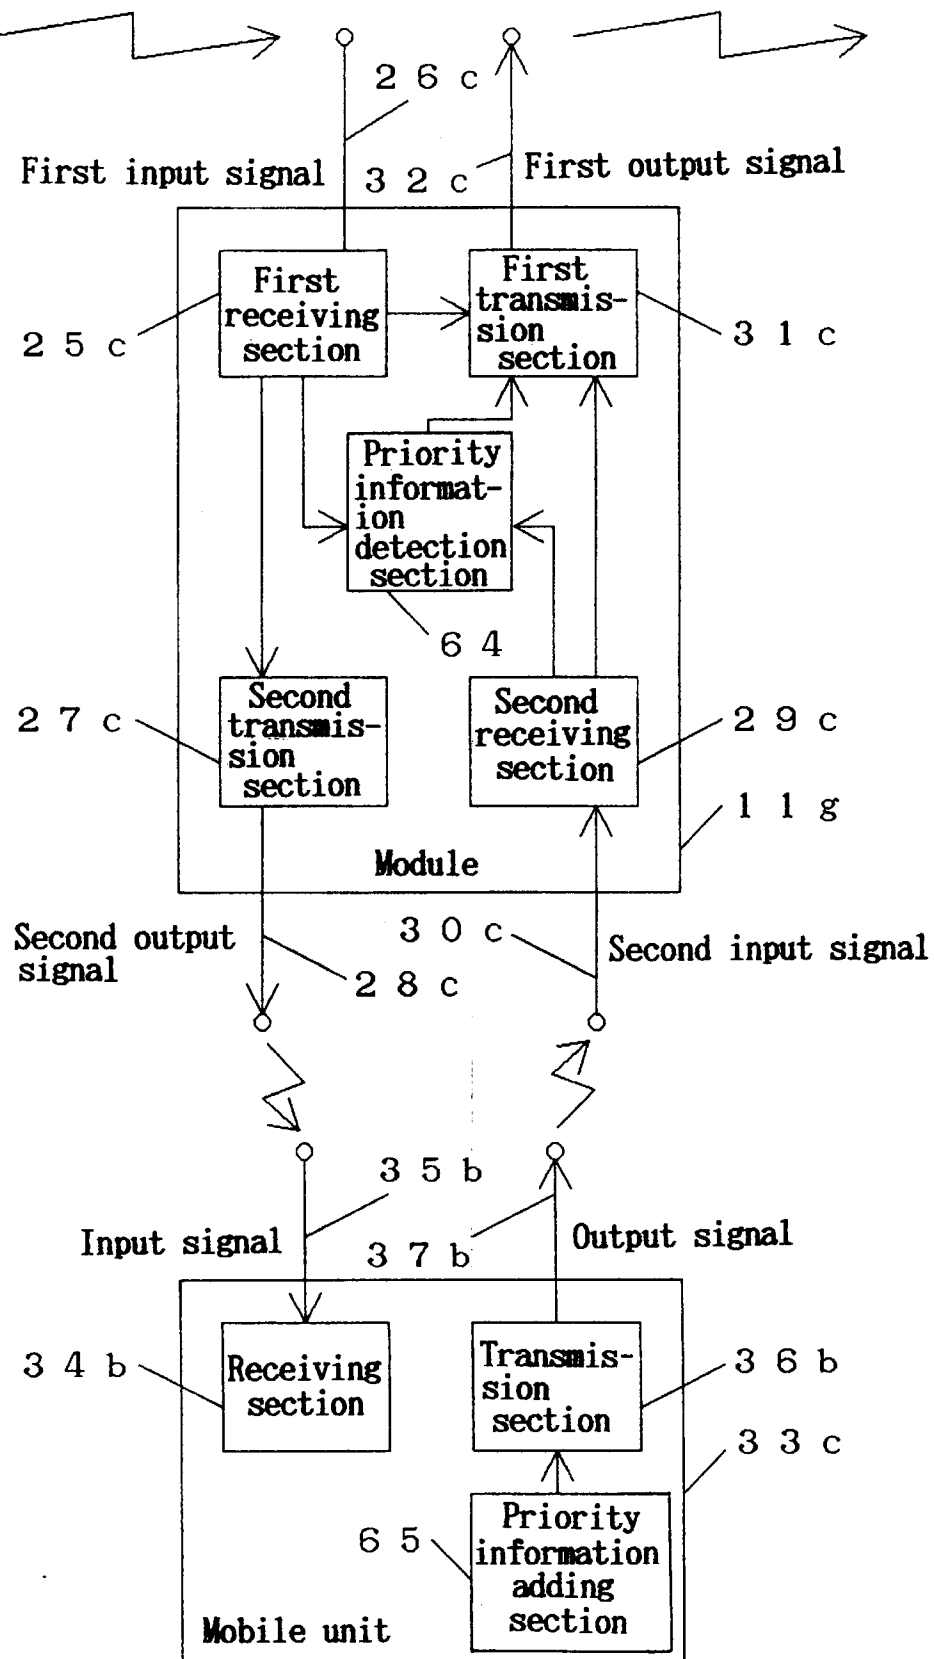 2 6 c
First input signal
3 2 c
First output signal
First
receiving
section
First
transmis-
sion
section
2 5 c
3 1 c
Priority
informat-
ion
detection
section
6 4
Second
transmis-
sion
section
Second
receiving
section
2 7 c
2 9 c
1 1 g
Module
Second output
signal
3 0 c
Second input signal
2 8 c
3 5 b
Input signal
3 7 b
Output signal
3 4 b
Receiving
section
Transmis-
sion
section
3 6 b
3 3 c
6 5
Priority
information
adding
section
Mobile unit